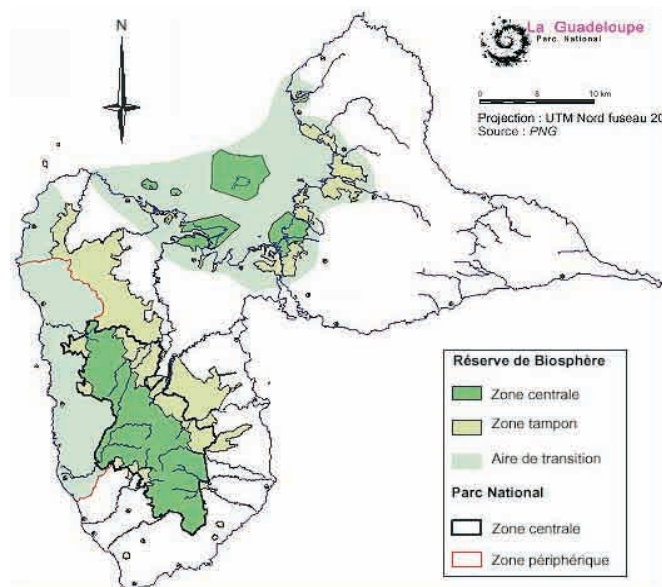 La Guadeloupe
Parc National
0 5 10 km
Projection : UTM Nord fuseau 20
Source : PNG
Réserve de Biosphère
Zone centrale
Zone tampon
Aire de transition
Parc National
Zone centrale
Zone périphérique